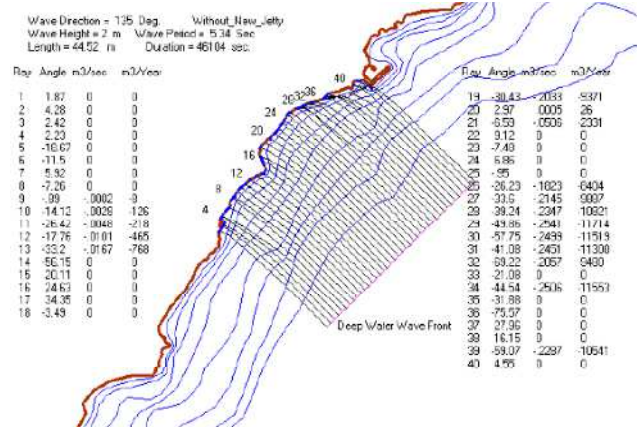 Wave Direction = 135 Deg. Without_New_Jetty
Wave Height = 2 m Wave Period = 5.34 Sec
Length = 44.52 m Duration = 46104 sec.
Ray Angle m3/sec m3/Year
1 1.87 0 0
2 4.28 0 0
3 2.42 0 0
4 2.23 0 0
5 -10.67 0 0
6 -11.5 0 0
7 5.92 0 0
8 -7.26 0 0
9 -.89 -.0002 -9
10 -14.12 -.0028 -126
11 -26.42 -.0048 -218
12 -17.76 -.0101 -465
13 -33.2 -.0167 -768
14 -56.15 0 0
15 20.11 0 0
16 24.63 0 0
17 34.35 0 0
18 -3.49 0 0
Ray Angle m3/sec m3/Year
19 -30.43 -.2033 -9371
20 2.97 .0005 26
21 -6.53 -.0506 -2331
22 9.12 0 0
23 -7.48 0 0
24 6.86 0 0
25 -.95 0 0
26 -26.23 -.1823 8404
27 -33.6 -.2145 9887
28 -39.24 -.2347 -10821
29 -49.86 -.2541 -11714
30 -57.75 -.2499 -11519
31 -41.08 -.2451 -11300
32 -69.22 -.2057 9480
33 -21.08 0 0
34 -44.54 -.2506 -11553
35 -31.88 0 0
36 -75.57 0 0
37 27.96 0 0
38 16.15 0 0
39 -59.07 -.2287 -10541
40 4.55 0 0
40
36
32
28
24
20
16
12
8
4
Deep Water Wave Front